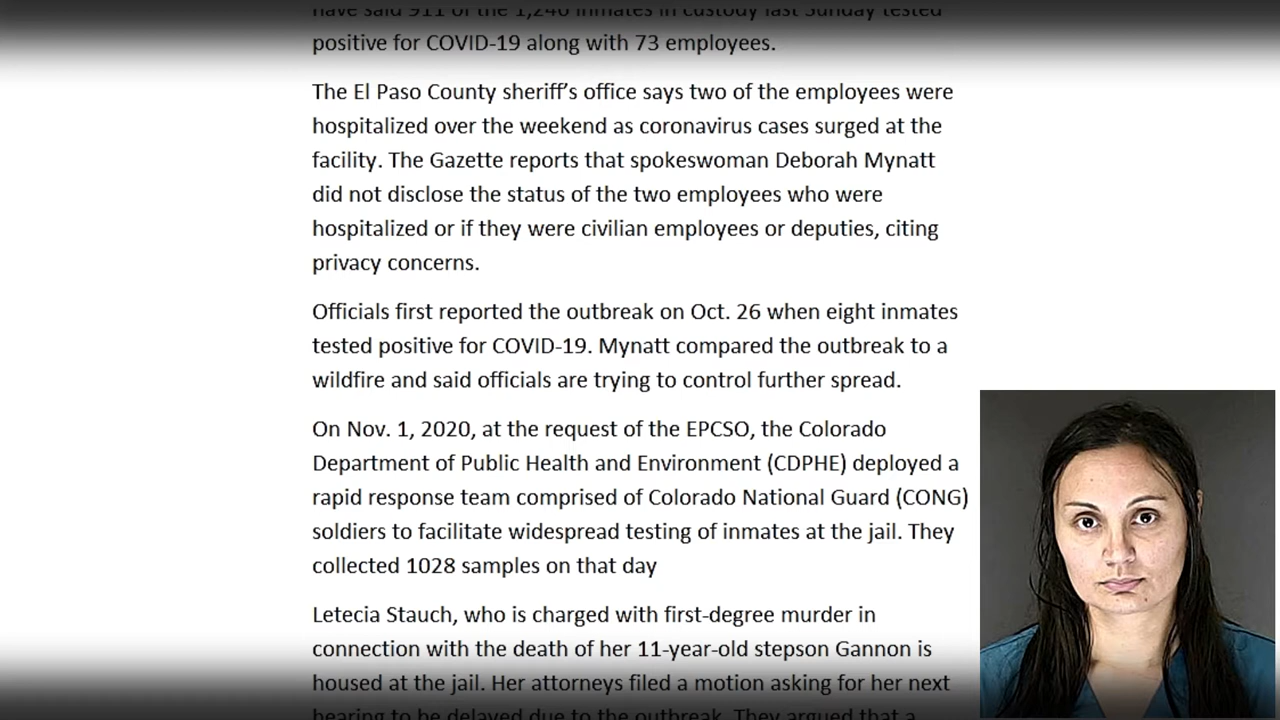 have said 911 of the 1,246 inmates in custody last Sunday tested
positive for COVID-19 along with 73 employees.
The El Paso County sheriff's office says two of the employees were
hospitalized over the weekend as coronavirus cases surged at the
facility. The Gazette reports that spokeswoman Deborah Mynatt
did not disclose the status of the two employees who were
hospitalized or if they were civilian employees or deputies, citing
privacy concerns.
Officials first reported the outbreak on Oct. 26 when eight inmates
tested positive for COVID-19. Mynatt compared the outbreak to a
wildfire and said officials are trying to control further spread.
On Nov. 1, 2020, at the request of the EPCSO, the Colorado
Department of Public Health and Environment (CDPHE) deployed a
rapid response team comprised of Colorado National Guard (CONG)
soldiers to facilitate widespread testing of inmates at the jail. They
collected 1028 samples on that day
Letecia Stauch, who is charged with first-degree murder in
connection with the death of her 11-year-old stepson Gannon is
housed at the jail. Her attorneys filed a motion asking for her next
hearing to be delayed due to the outbreak. They argued that a